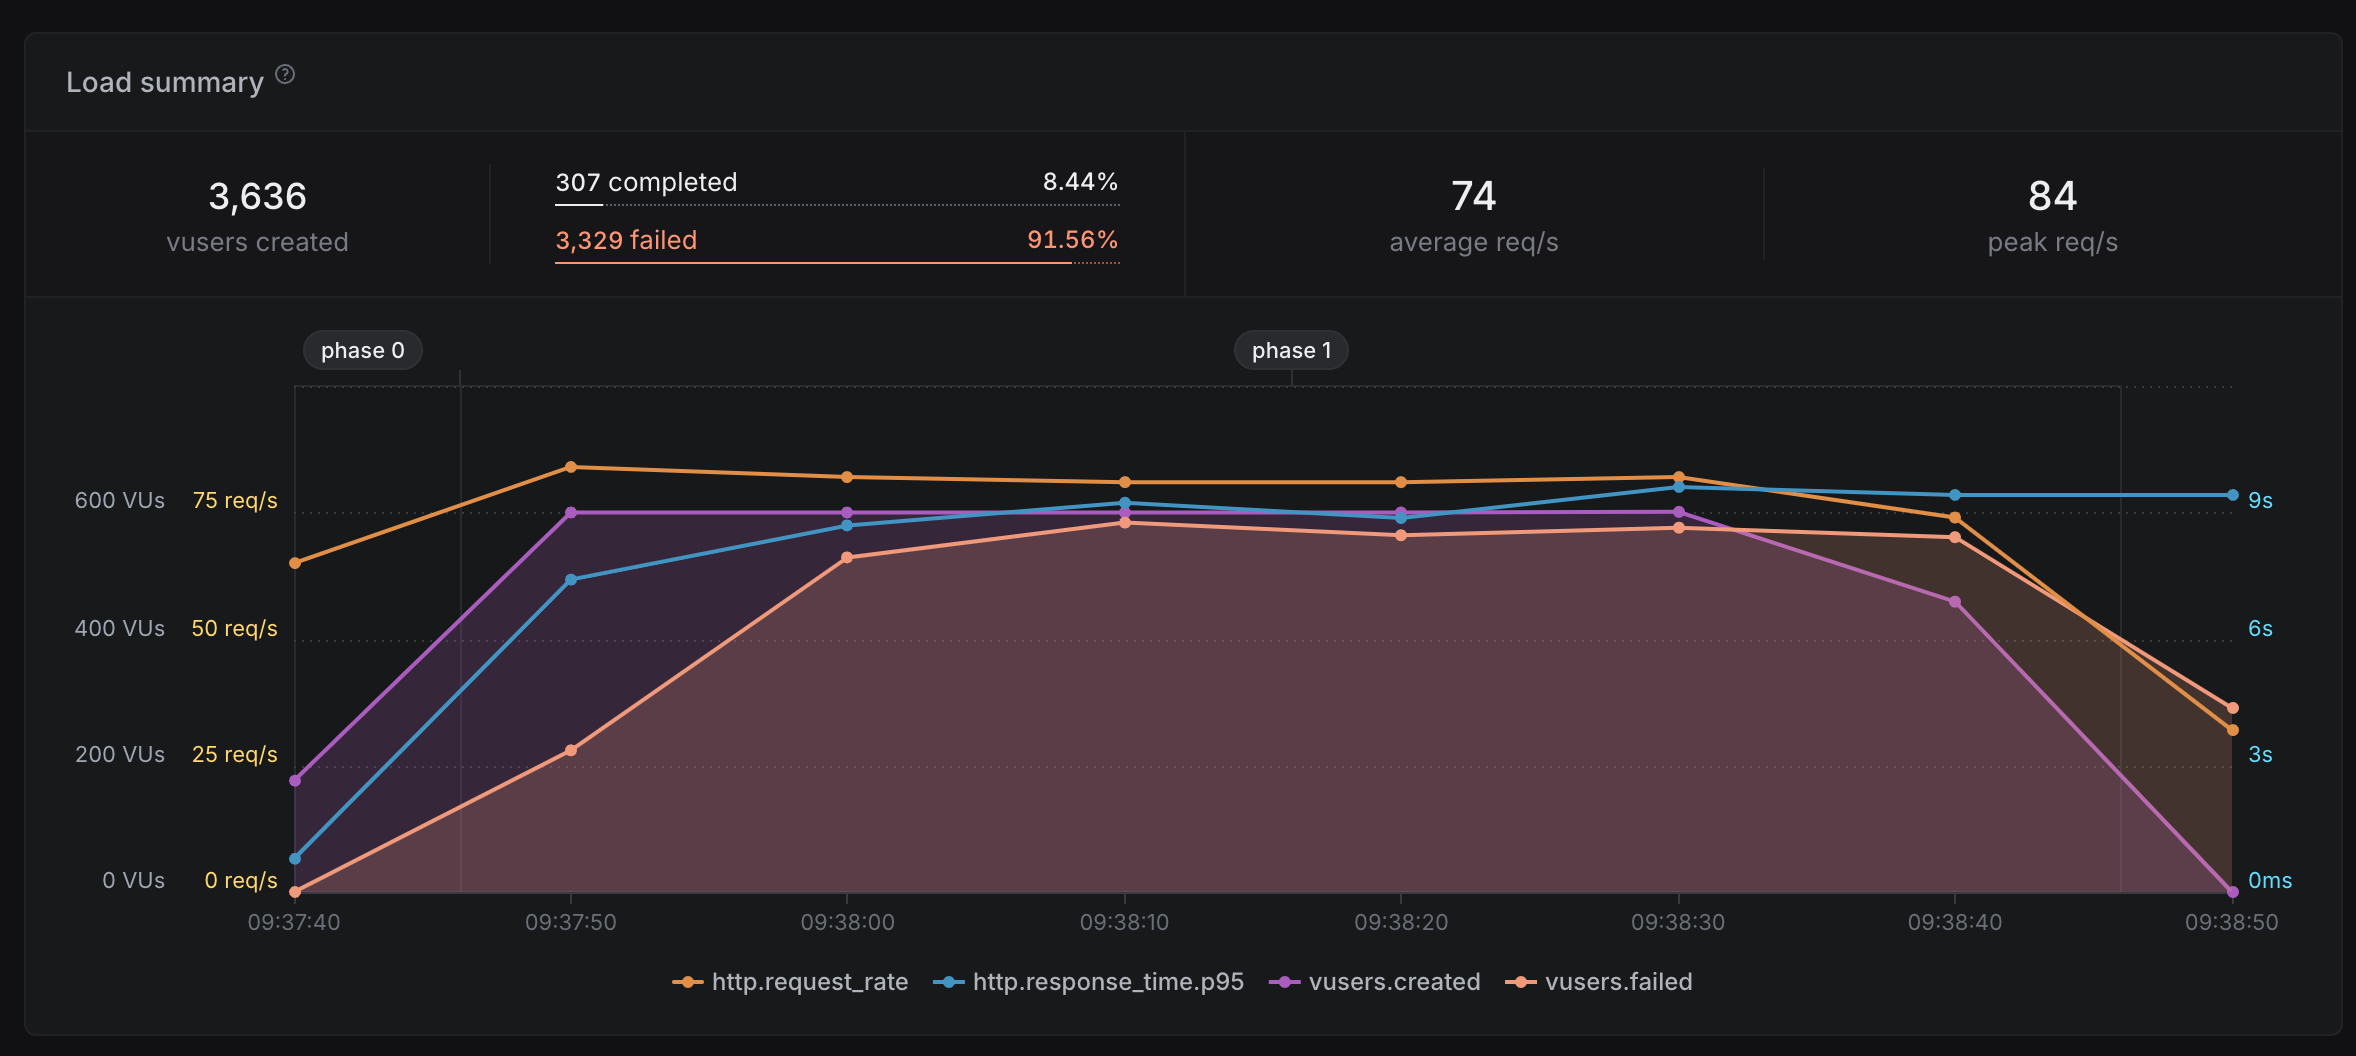 Load summary ?
3,636
vusers created
307 completed 8.44%
3,329 failed 91.56%
74
average req/s
84
peak req/s
phase 0
phase 1
600 VUs 75 req/s 9s
400 VUs 50 req/s 6s
200 VUs 25 req/s 3s
0 VUs 0 req/s 0ms
09:37:40 09:37:50 09:38:00 09:38:10 09:38:20 09:38:30 09:38:40 09:38:50
http.request_rate http.response_time.p95 vusers.created vusers.failed